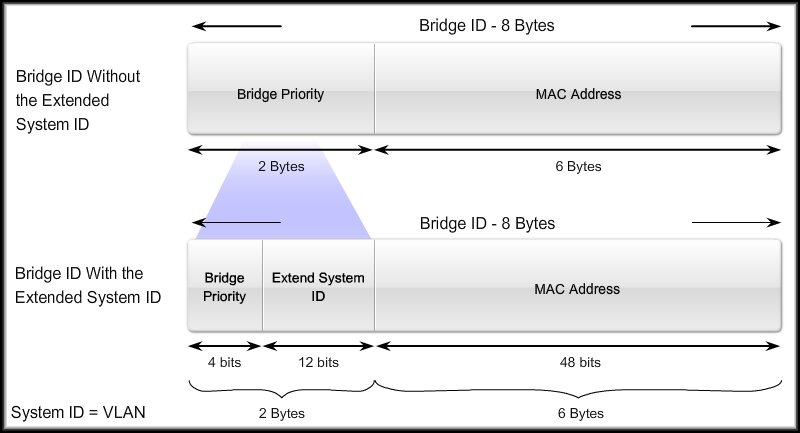 Bridge ID - 8 Bytes
Bridge ID Without
the Extended
System ID
Bridge Priority
MAC Address
2 Bytes
6 Bytes
Bridge ID - 8 Bytes
Bridge ID With the
Extended System ID
Bridge
Priority
Extend System
ID
MAC Address
4 bits
12 bits
48 bits
System ID = VLAN
2 Bytes
6 Bytes